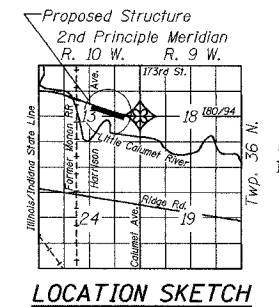 Proposed Structure
2nd Principle Meridian
R. 10 W. R. 9 W.
173rd St.
Ave.
13
18
I80/94
Little Calumet River
Illinois/Indiana State Line
Former Monon RR
Harrison
Twp. 36 N.
Ridge Rd.
24
19
Calumet Ave.
LOCATION SKETCH